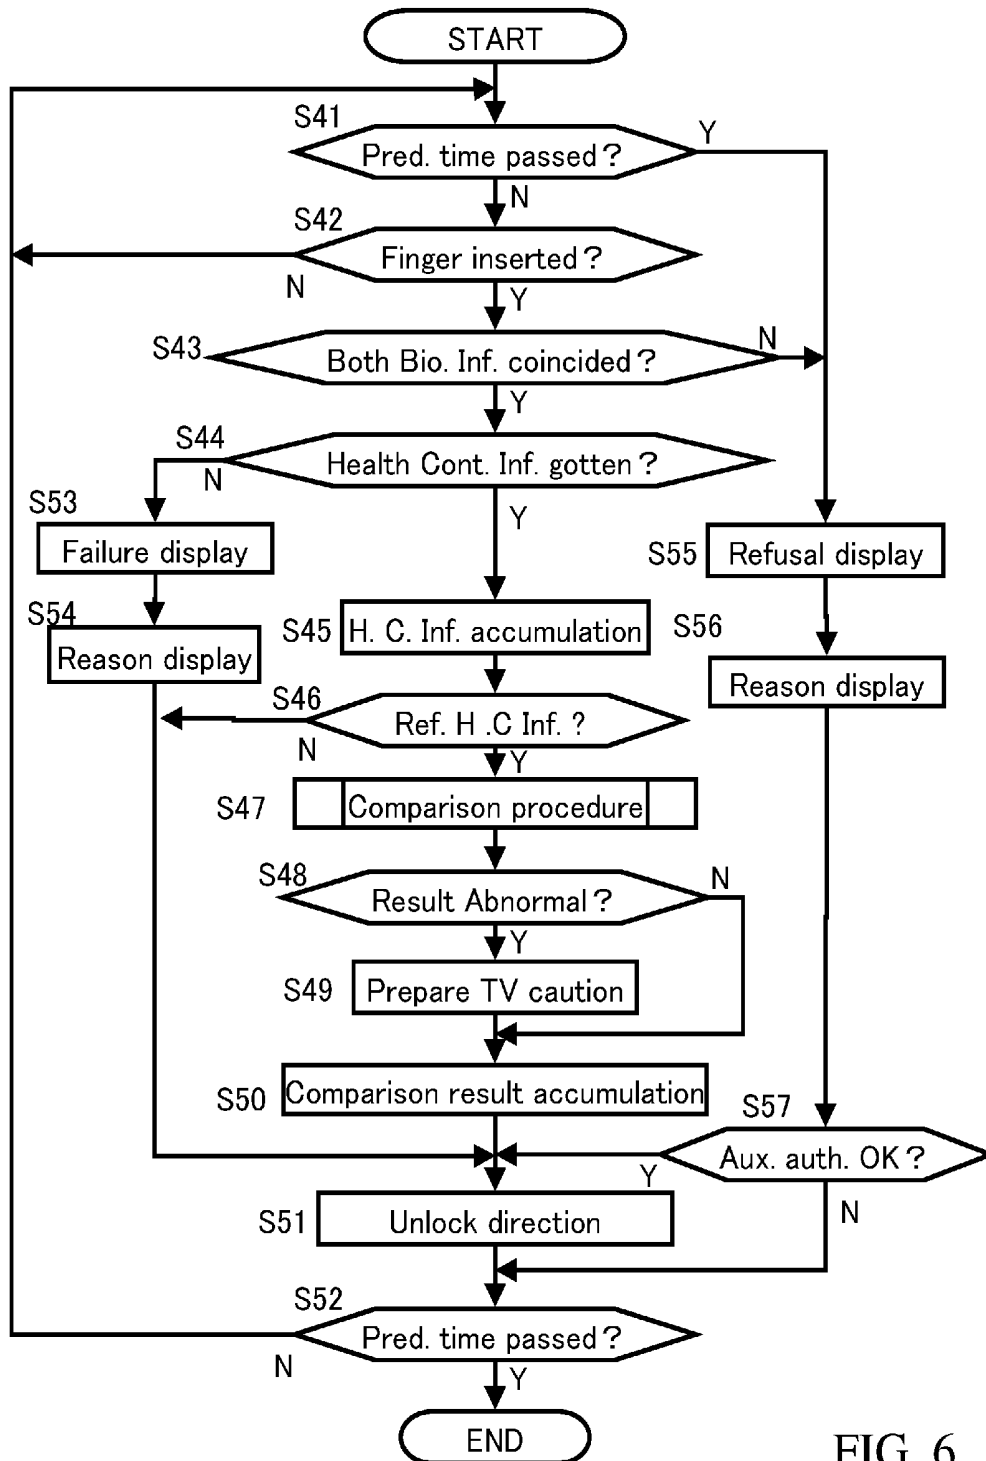 START
S41
Pred. time passed?
Y
N
S42
Finger inserted?
N
Y
S43
Both Bio. Inf. coincided?
N
Y
S44
Health Cont. Inf. gotten?
N
Y
S53
Failure display
S55
Refusal display
S54
Reason display
S45
H. C. Inf. accumulation
S56
Reason display
S46
Ref. H .C Inf. ?
N
Y
S47
Comparison procedure
S48
Result Abnormal?
N
Y
S49
Prepare TV caution
S50
Comparison result accumulation
S57
Aux. auth. OK?
Y
N
S51
Unlock direction
S52
Pred. time passed?
N
Y
END
FIG. 6